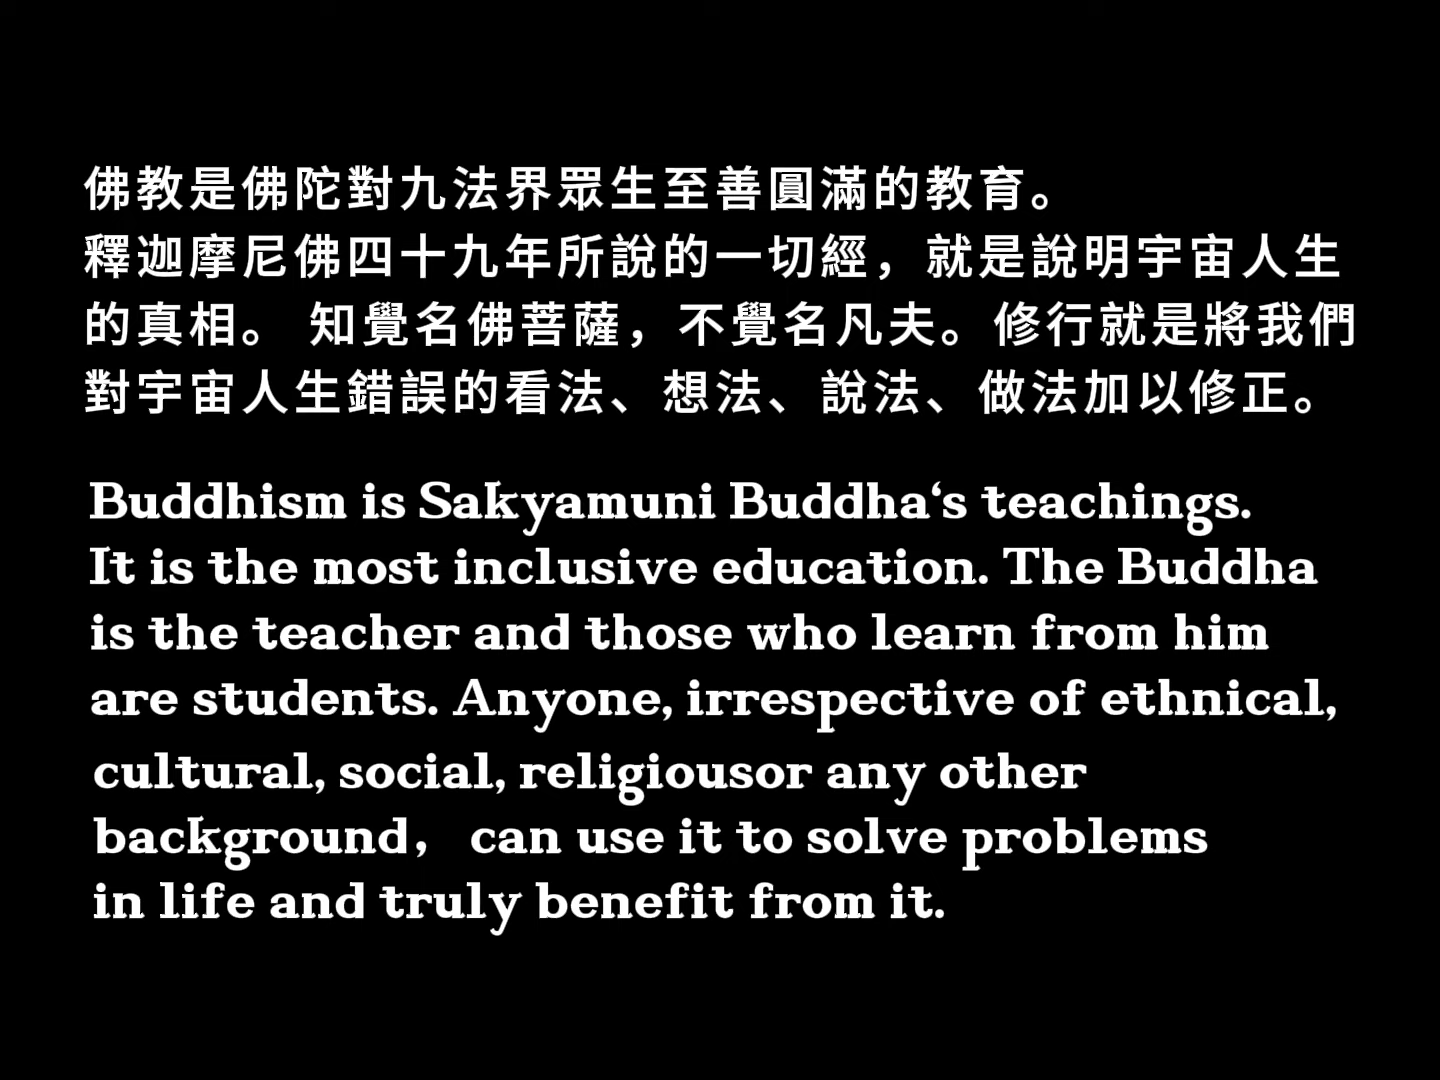 佛教是佛陀對九法界眾生至善圓滿的教育。
釋迦摩尼佛四十九年所說的一切經，就是說明宇宙人生
的真相。 知覺名佛菩薩，不覺名凡夫。修行就是將我們
對宇宙人生錯誤的看法、想法、說法、做法加以修正。
Buddhism is Sakyamuni Buddha‘s teachings.
It is the most inclusive education. The Buddha
is the teacher and those who learn from him
are students. Anyone, irrespective of ethnical,
cultural, social, religiousor any other
background， can use it to solve problems
in life and truly benefit from it.